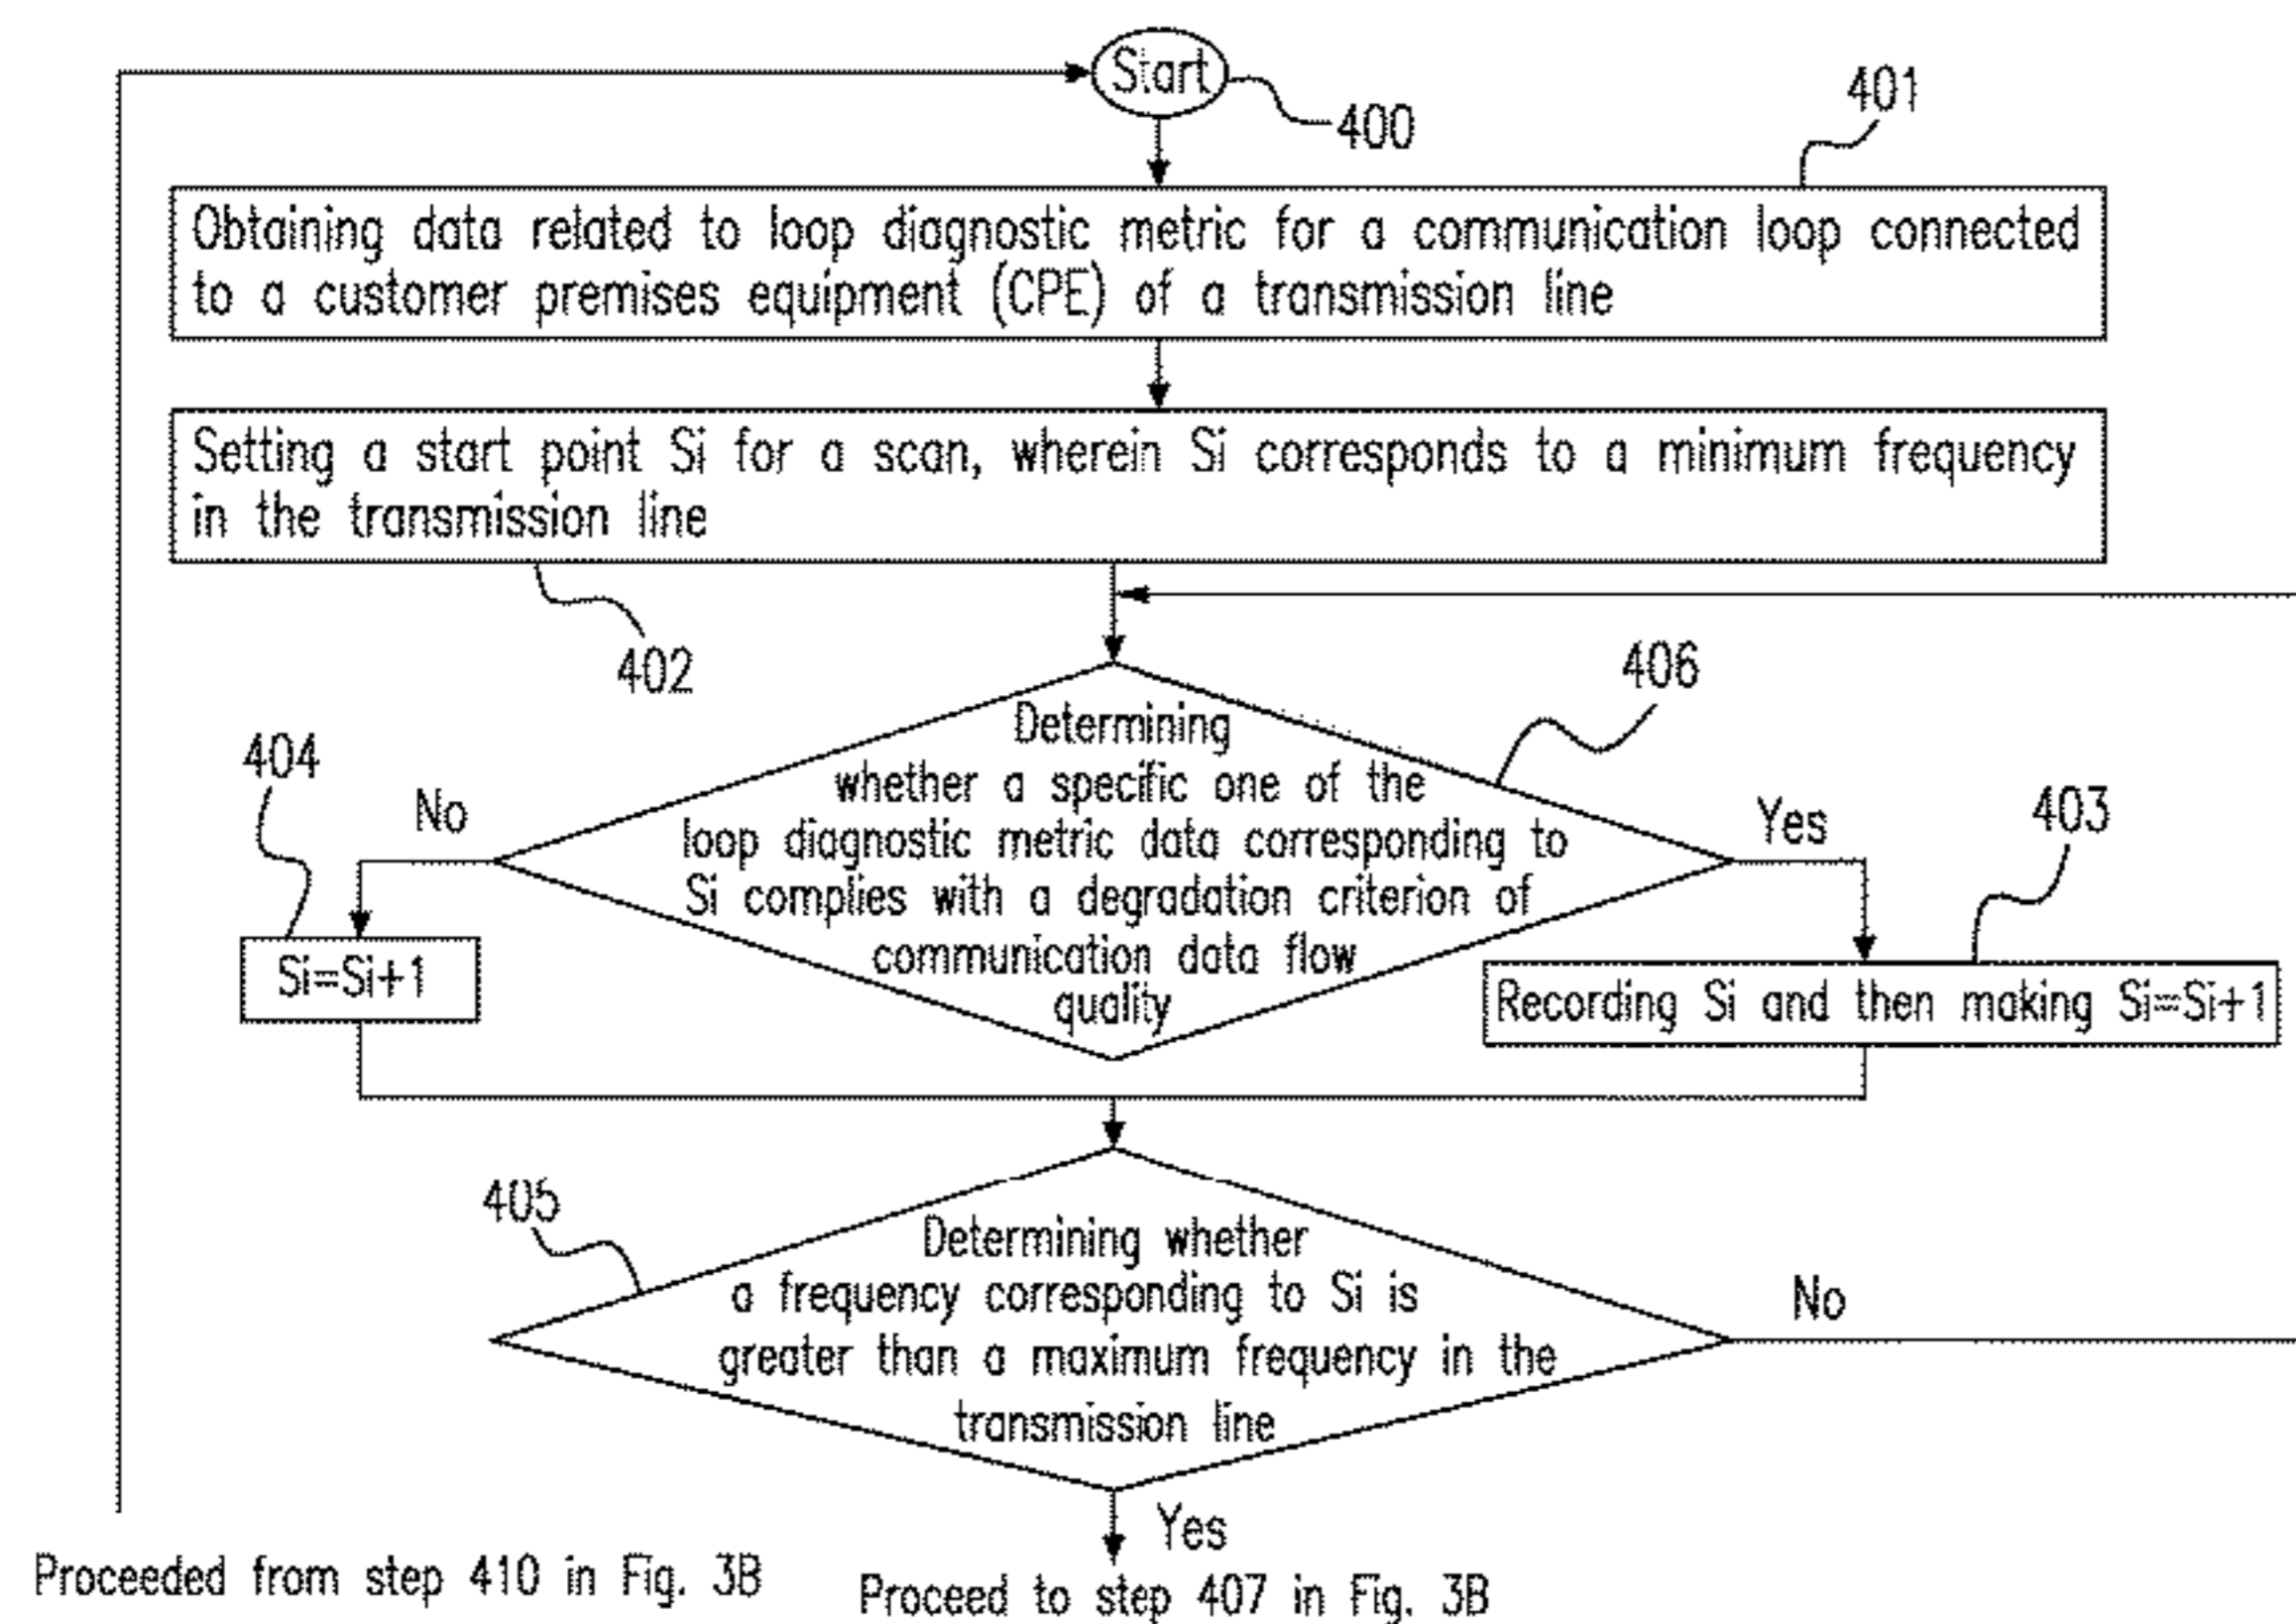 Start
400
401
Obtaining data related to loop diagnostic metric for a communication loop connected
to a customer premises equipment (CPE) of a transmission line
Setting a start point Si for a scan, wherein Si corresponds to a minimum frequency
in the transmission line
402
406
404
No
Determining
whether a specific one of the
loop diagnostic metric data corresponding to
Si complies with a degradation criterion of
communication data flow
quality
Yes
403
Si=Si+1
Recording Si and then making Si=Si+1
405
Determining whether
a frequency corresponding to Si is
greater than a maximum frequency in the
transmission line
No
Yes
Proceeded from step 410 in Fig. 3B
Proceed to step 407 in Fig. 3B